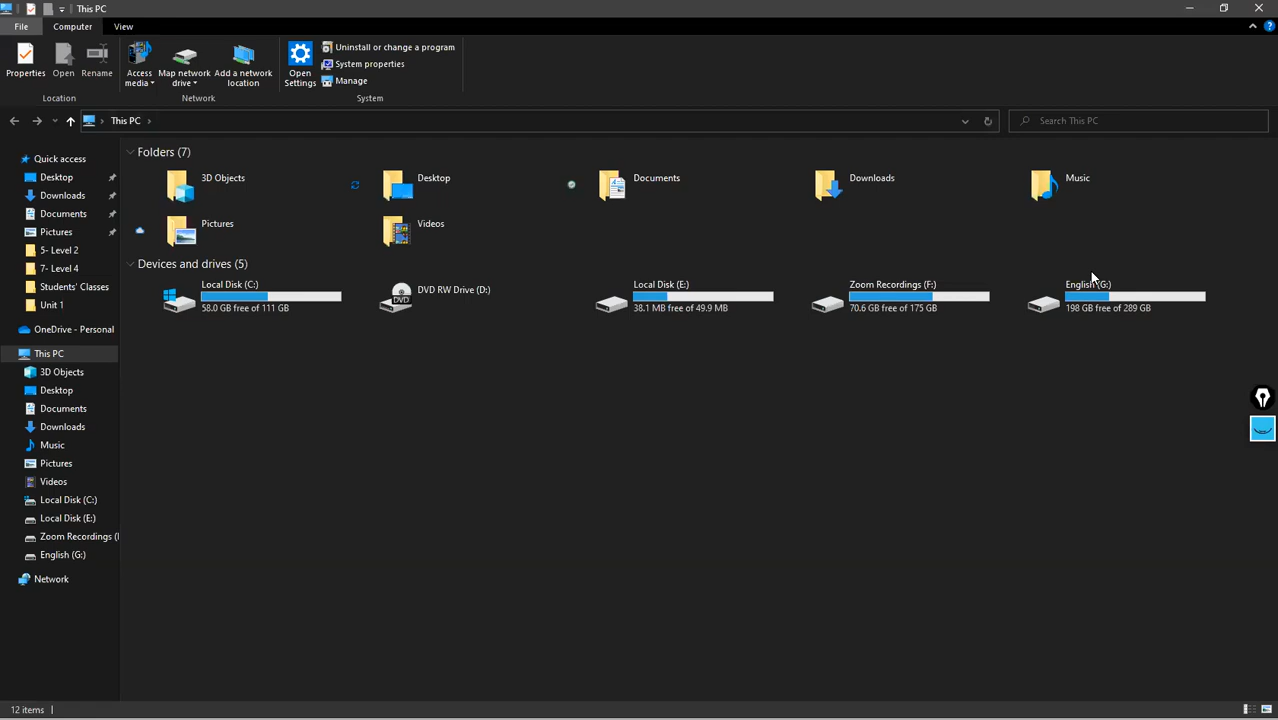 This PC
File
Computer
View
Properties
Open
Rename
Access media
Map network drive
Add a network location
Open Settings
Uninstall or change a program
System properties
Manage
Location
Network
System
This PC
Search This PC
Quick access
Desktop
Downloads
Documents
Pictures
5- Level 2
7- Level 4
Students' Classes
Unit 1
OneDrive - Personal
This PC
3D Objects
Desktop
Documents
Downloads
Music
Pictures
Videos
Local Disk (C:)
Local Disk (E:)
Zoom Recordings (
English (G:)
Network
Folders (7)
3D Objects
Desktop
Documents
Downloads
Music
Pictures
Videos
Devices and drives (5)
Local Disk (C:)
58.0 GB free of 111 GB
DVD RW Drive (D:)
DVD
Local Disk (E:)
38.1 MB free of 49.9 MB
Zoom Recordings (F:)
70.6 GB free of 175 GB
English (G:)
198 GB free of 289 GB
12 items